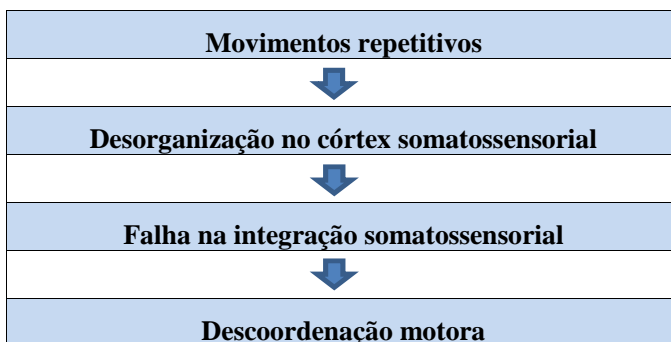 Movimentos repetitivos
Desorganização no córtex somatossensorial
Falha na integração somatossensorial
Descoordenação motora